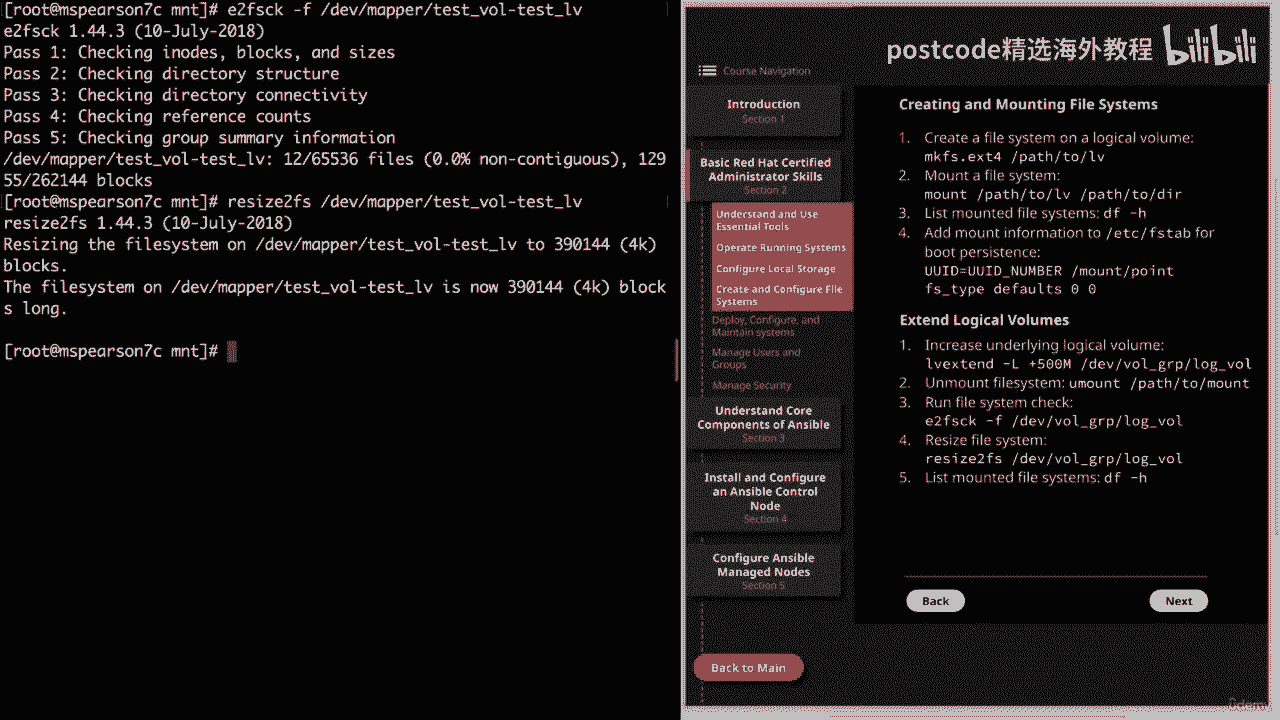 [root@mspearson7c mnt]# e2fsck -f /dev/mapper/test_vol-test_lv
e2fsck 1.44.3 (10-July-2018)
Pass 1: Checking inodes, blocks, and sizes
Pass 2: Checking directory structure
Pass 3: Checking directory connectivity
Pass 4: Checking reference counts
Pass 5: Checking group summary information
/dev/mapper/test_vol-test_lv: 12/65536 files (0.0% non-contiguous), 129
55/262144 blocks
[root@mspearson7c mnt]# resize2fs /dev/mapper/test_vol-test_lv
resize2fs 1.44.3 (10-July-2018)
Resizing the filesystem on /dev/mapper/test_vol-test_lv to 390144 (4k)
blocks.
The filesystem on /dev/mapper/test_vol-test_lv is now 390144 (4k) block
s long.
[root@mspearson7c mnt]#
postcode精选海外教程 bilibili
Course Navigation
Introduction
Section 1
Basic Red Hat Certified
Administrator Skills
Section 2
Understand and Use
Essential Tools
Operate Running Systems
Configure Local Storage
Create and Configure File
Systems
Deploy, Configure, and
Maintain systems
Manage Users and
Groups
Manage Security
Understand Core
Components of Ansible
Section 3
Install and Configure
an Ansible Control
Node
Section 4
Configure Ansible
Managed Nodes
Section 5
Back to Main
Creating and Mounting File Systems
1. Create a file system on a logical volume:
mkfs.ext4 /path/to/lv
2. Mount a file system:
mount /path/to/lv /path/to/dir
3. List mounted file systems: df -h
4. Add mount information to /etc/fstab for
boot persistence:
UUID=UUID_NUMBER /mount/point
fs_type defaults 0 0
Extend Logical Volumes
1. Increase underlying logical volume:
lvextend -L +500M /dev/vol_grp/log_vol
2. Unmount filesystem: umount /path/to/mount
3. Run file system check:
e2fsck -f /dev/vol_grp/log_vol
4. Resize file system:
resize2fs /dev/vol_grp/log_vol
5. List mounted file systems: df -h
Back
Next
ûdemy